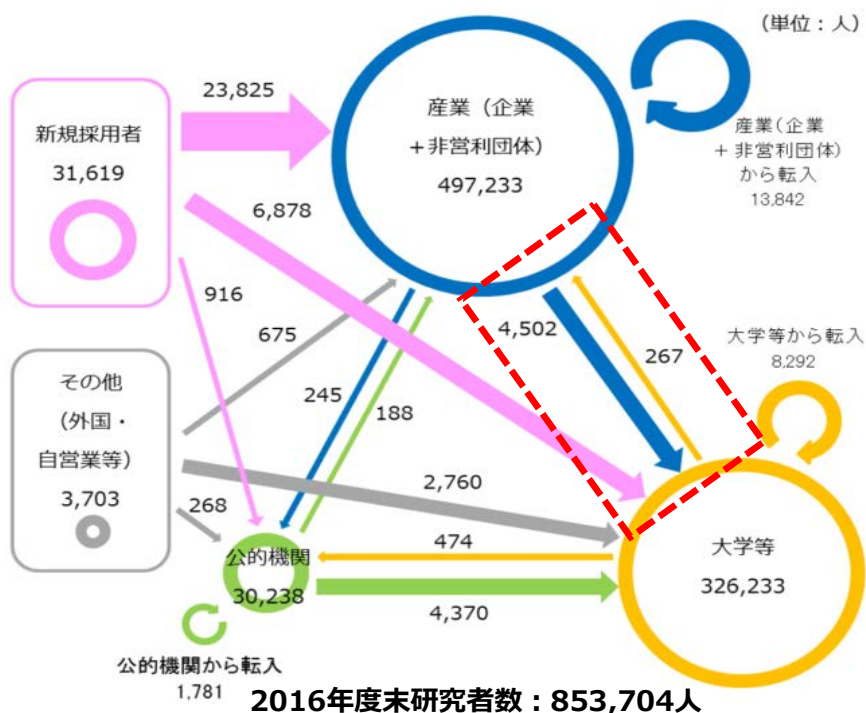 (単位：人)
23,825
新規採用者
31,619
産業（企業
＋非営利団体）
497,233
産業（企業
＋ 非営利団体）
から転入
13,842
6,878
916
675
4,502
267
大学等から転入
8,292
その他
（外国・
自営業等）
3,703
245
188
2,760
268
474
公的機関
30,238
4,370
大学等
326,233
公的機関から転入
1,781
2016年度末研究者数：853,704人